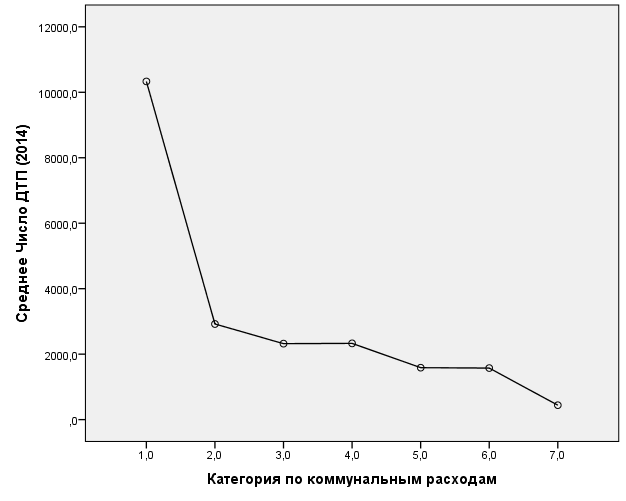 12000,0
10000,0
8000,0
6000,0
4000,0
2000,0
,0
Среднее Число ДТП (2014)
1,0 2,0 3,0 4,0 5,0 6,0 7,0
Категория по коммунальным расходам